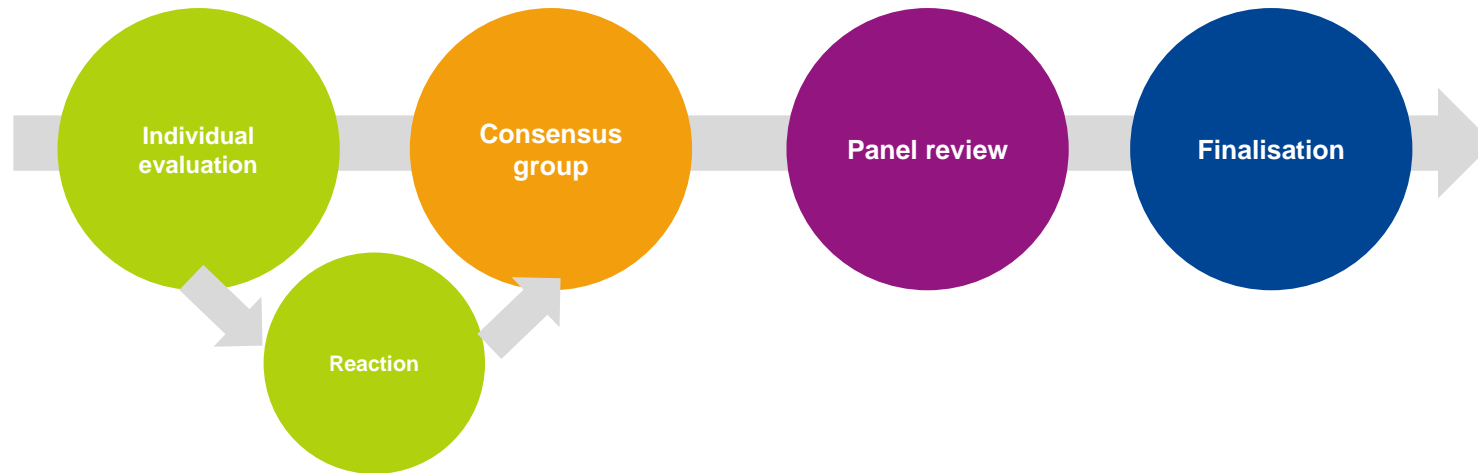 Individual
evaluation
Consensus
group
Panel review
Finalisation
Reaction